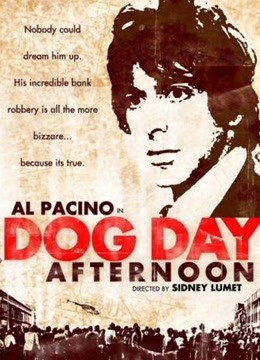 Nobody could
dream him up.
His incredible bank
robbery is all the more
bizzare...
because its true.
AL PACINO IN
DOG DAY
AFTERNOON
DIRECTED BY SIDNEY LUMET